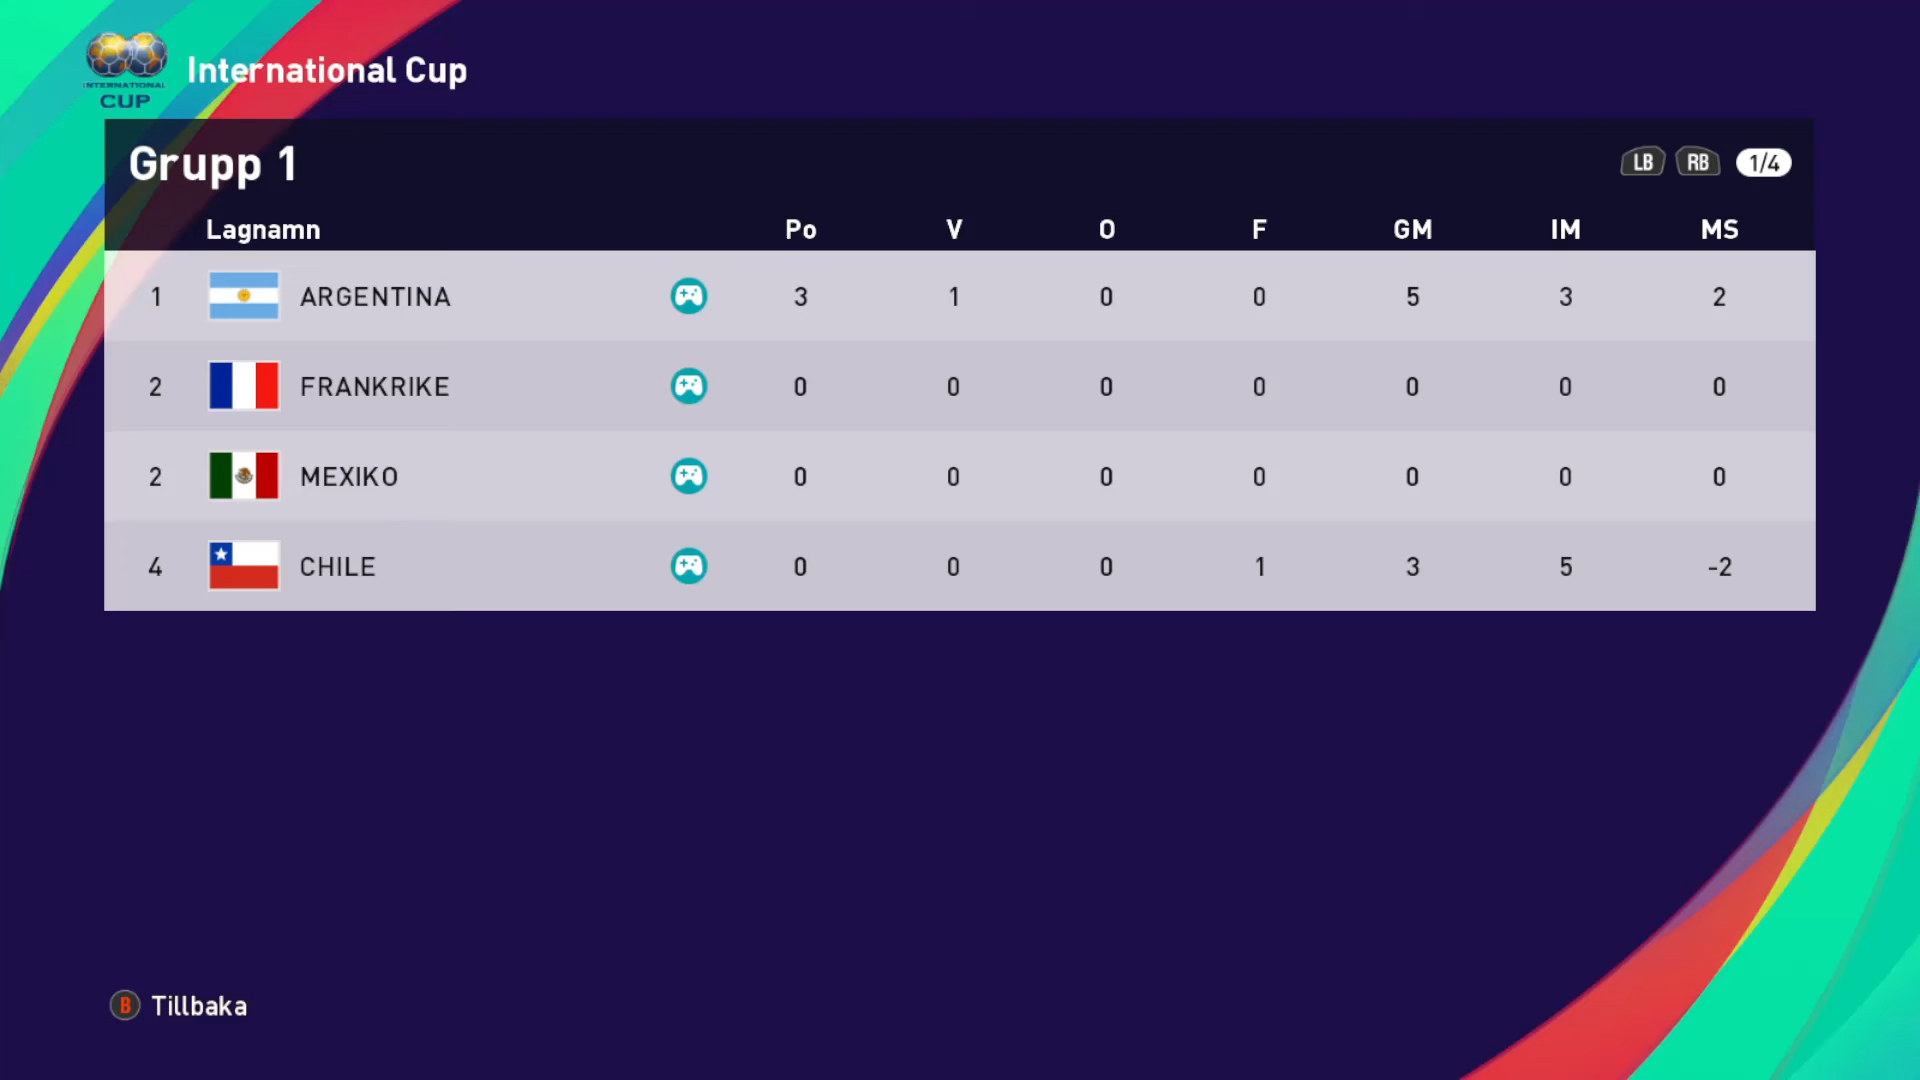 INTERNATIONAL
CUP
International Cup
Grupp 1
LB RB 1/4
Lagnamn Po V O F GM IM MS
1 ARGENTINA 3 1 0 0 5 3 2
2 FRANKRIKE 0 0 0 0 0 0 0
2 MEXIKO 0 0 0 0 0 0 0
4 CHILE 0 0 0 1 3 5 -2
B Tillbaka